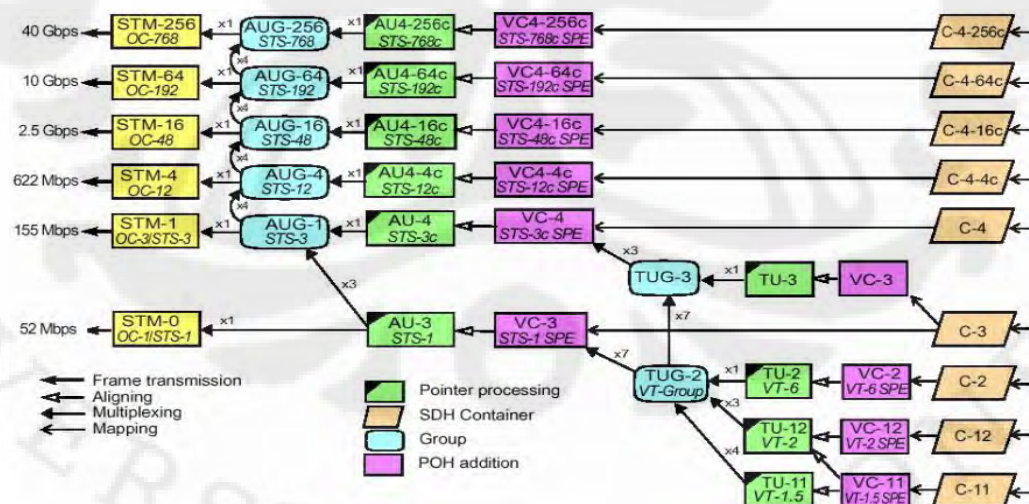 40 Gbps STM-256 x1 AUG-256 x1 AU4-256c VC4-256c C-4-256c
OC-768 STS-768 STS-768c STS-768c SPE
x4
10 Gbps STM-64 x1 AUG-64 x1 AU4-64c VC4-64c C-4-64c
OC-192 STS-192 STS-192c STS-192c SPE
x4
2.5 Gbps STM-16 x1 AUG-16 x1 AU4-16c VC4-16c C-4-16c
OC-48 STS-48 STS-48c STS-48c SPE
x4
622 Mbps STM-4 x1 AUG-4 x1 AU4-4c VC4-4c C-4-4c
OC-12 STS-12 STS-12c STS-12c SPE
x4
155 Mbps STM-1 x1 AUG-1 x1 AU-4 VC-4 C-4
OC-3/STS-3 STS-3 STS-3c STS-3c SPE
x3
x3 TUG-3 x1 TU-3 VC-3
52 Mbps STM-0 x1 AU-3 VC-3 C-3
OC-1/STS-1 STS-1 STS-1 SPE
x7
x7
TUG-2 x1 TU-2 VC-2 C-2
VT-Group VT-6 VT-6 SPE
x3
TU-12 VC-12 C-12
VT-2 VT-2 SPE
x4
TU-11 VC-11 C-11
VT-1.5 VT-1.5 SPE
Frame transmission
Aligning
Multiplexing
Mapping
Pointer processing
SDH Container
Group
POH addition